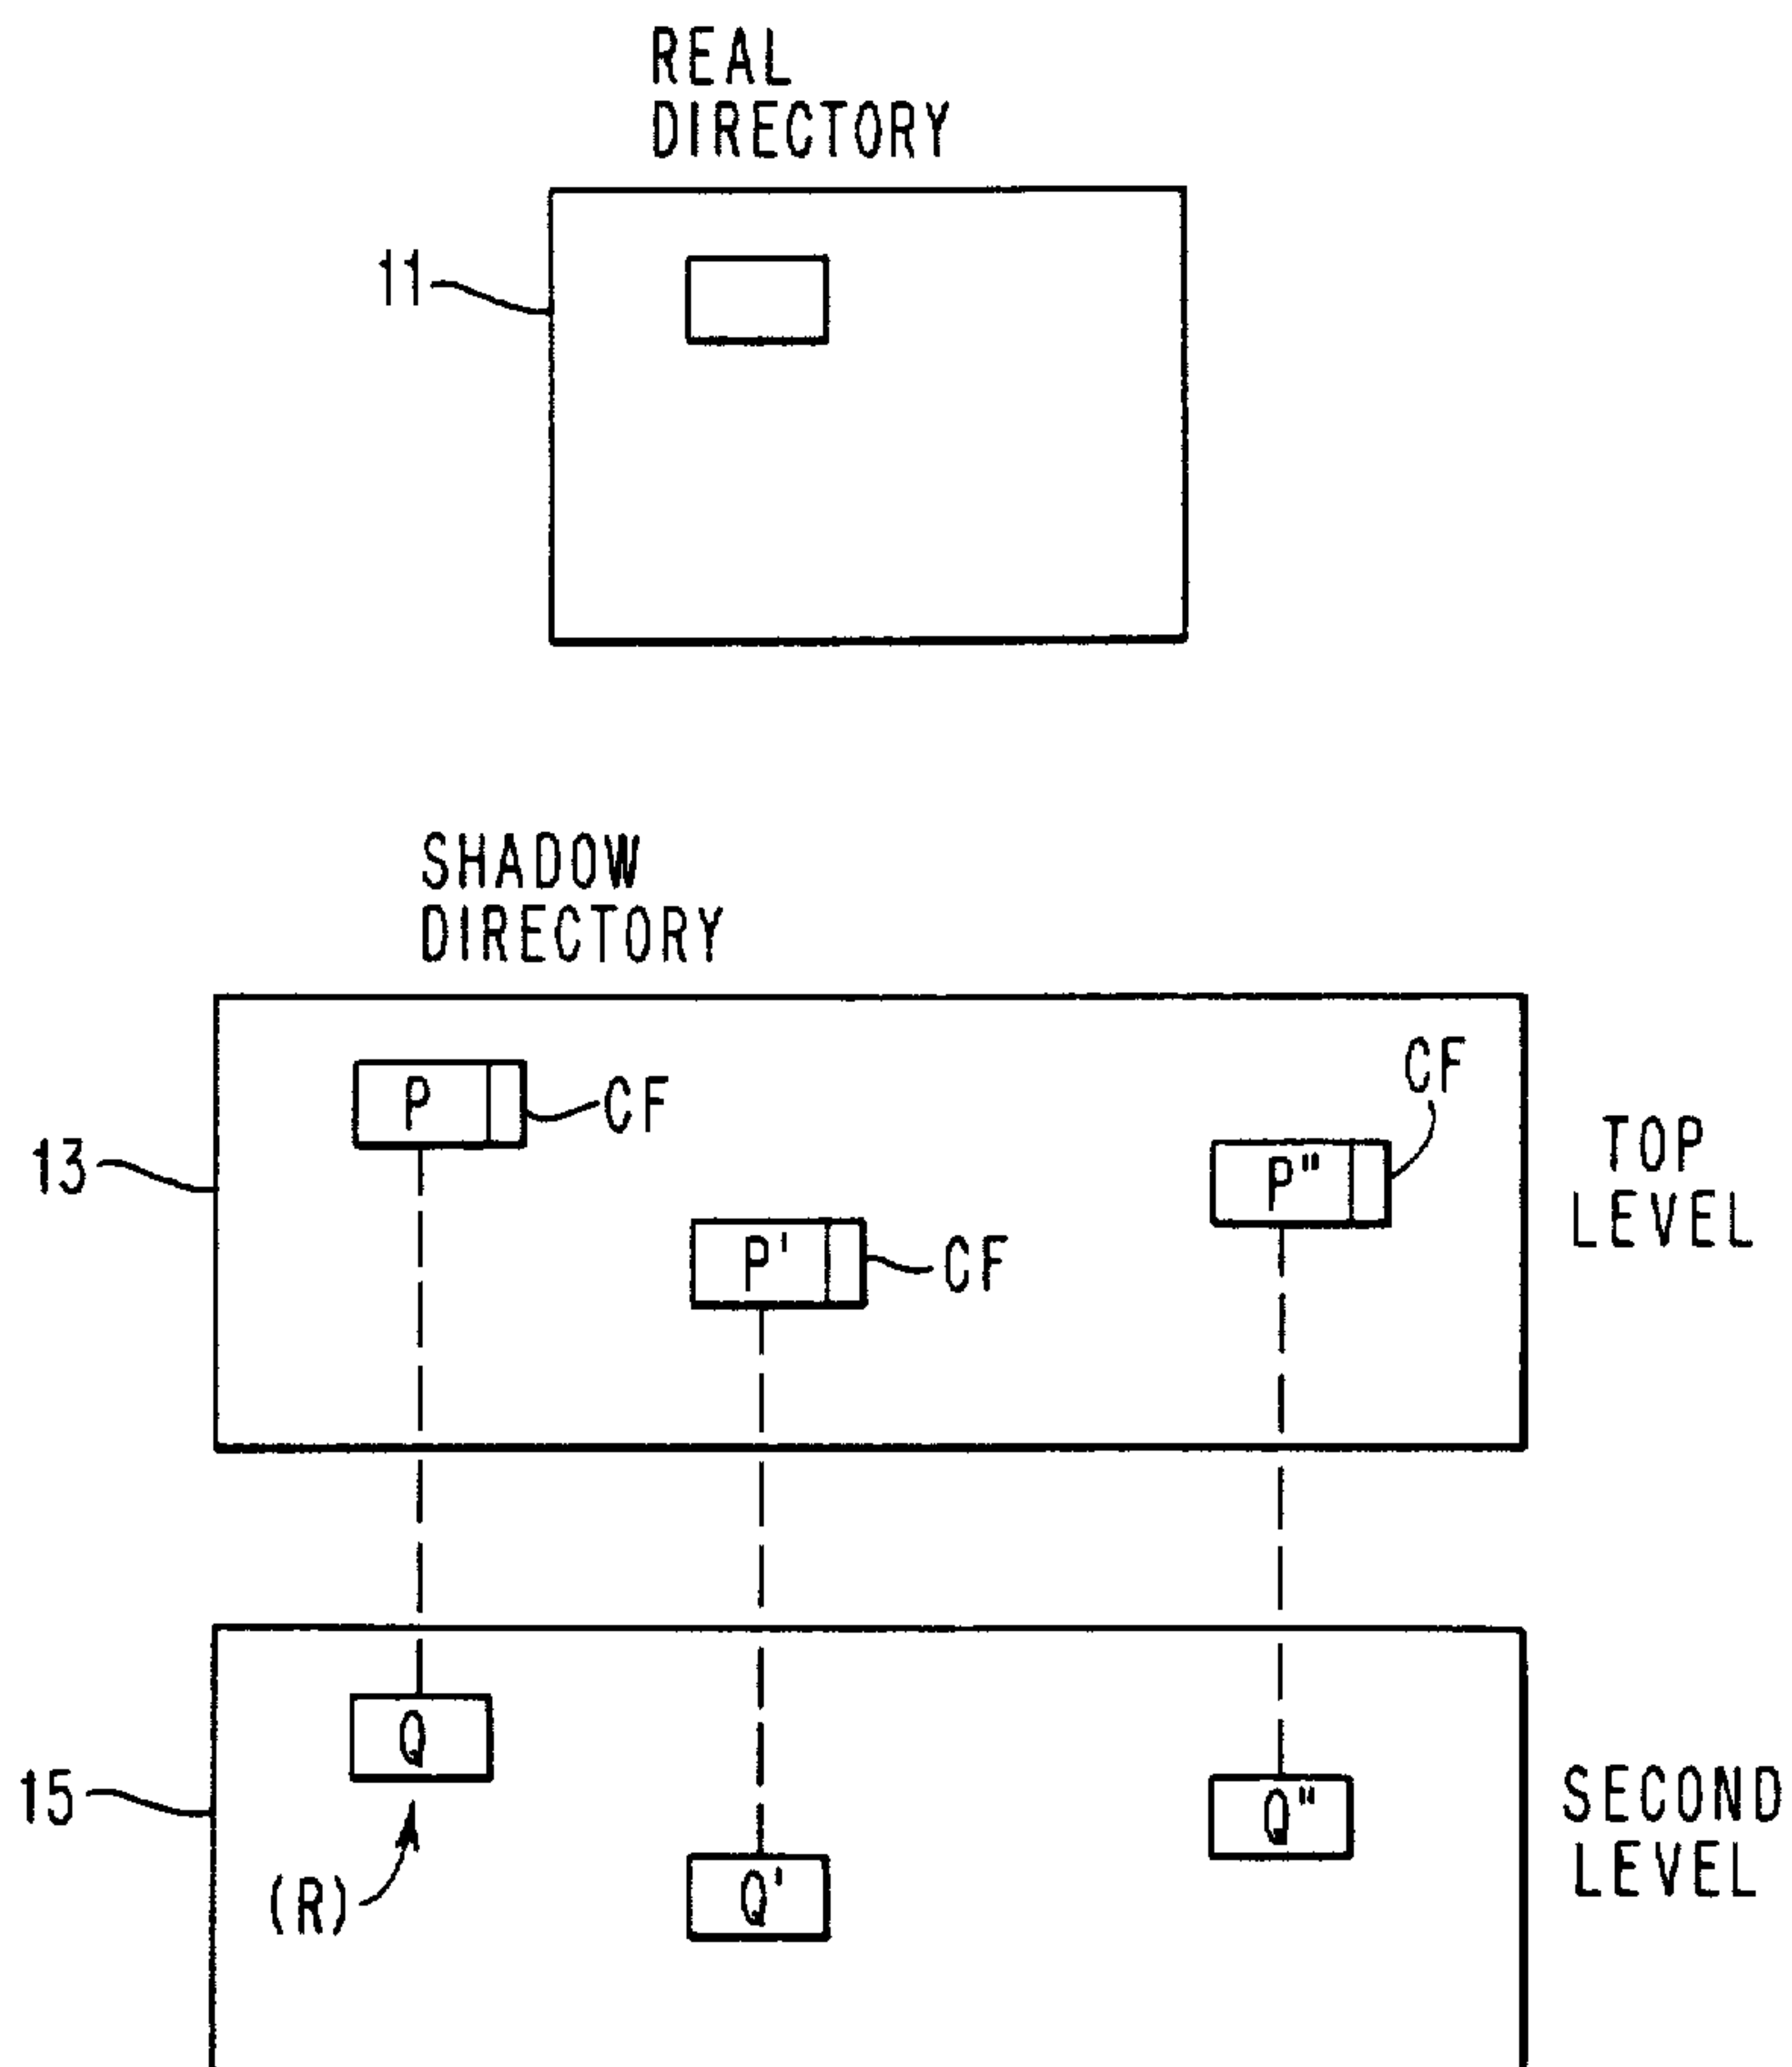 REAL
DIRECTORY
11
SHADOW
DIRECTORY
CF
P
CF
13
P"
TOP
LEVEL
P'
CF
Q
15
Q"
SECOND
LEVEL
(R)
Q'